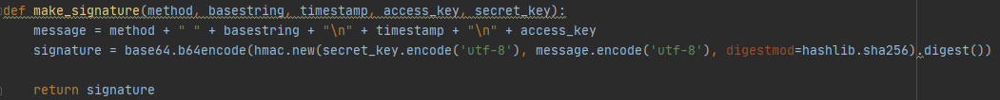 def make_signature(method, basestring, timestamp, access_key, secret_key):
    message = method + " " + basestring + "\n" + timestamp + "\n" + access_key
    signature = base64.b64encode(hmac.new(secret_key.encode('utf-8'), message.encode('utf-8'), digestmod=hashlib.sha256).digest())
    return signature